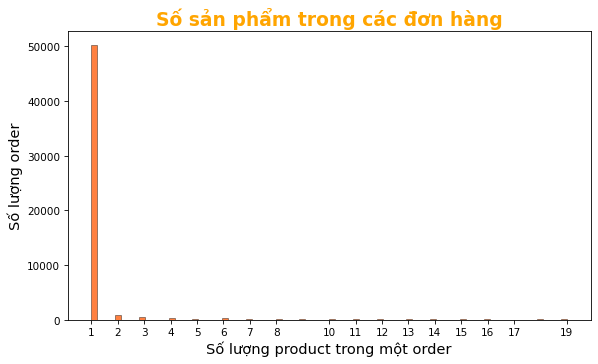 Số sản phẩm trong các đơn hàng
Số lượng order
50000
40000
30000
20000
10000
0
1 2 3 4 5 6 7 8 10 11 12 13 14 15 16 17 19
Số lượng product trong một order